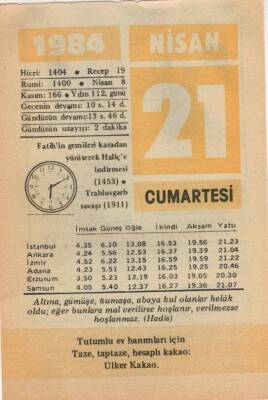 1984
NİSAN
21
CUMARTESİ
Hicri: 1404 • Recep 19
Rumi: 1400 • Nisan 8
Kasım: 166 • Yılın 112. günü
Gecenin devamı: 10 s. 14 d.
Gündüzün devamı: 13 s. 46 d.
Gündüzün uzayışı: 2 dakika
Fatih'in gemileri karadan
yürüterek Haliç'e
indirmesi
(1453) •
Trablusgarb
savaşı (1911)
İmsak Güneş Öğle İkindi Akşam Yatsı
İstanbul 4.35 6.10 13.08 16.53 19.56 21.23
Ankara 4.24 5.56 12.53 16.37 19.39 21.04
İzmir 4.52 6.22 13.15 16.59 19.59 21.22
Adana 4.23 5.51 12.43 16.25 19.25 20.46
Erzurum 3.50 5.23 12.19 16.03 19.05 20.30
Samsun 4.05 5.40 12.37 16.27 19.36 21.07
Altına, gümüşe, kumaşa, abaya kul olanlar helâk
oldu; eğer bunlara mal verilirse hoşlanır, verilmezse
hoşlanmaz. (Hadis)
Tutumlu ev hanımları için
Taze, taptaze, hesaplı kakao:
Ülker Kakao.